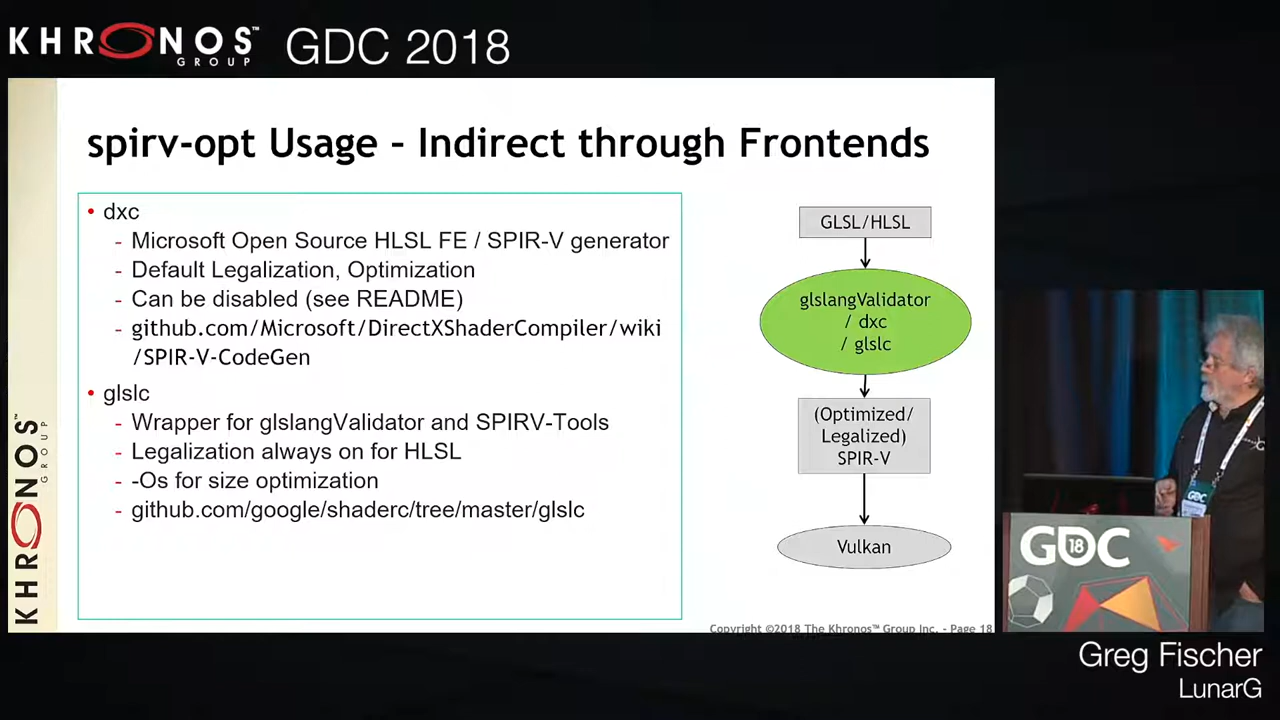 KHRONOS™
GROUP
GDC 2018
spirv-opt Usage – Indirect through Frontends
• dxc
- Microsoft Open Source HLSL FE / SPIR-V generator
- Default Legalization, Optimization
- Can be disabled (see README)
- github.com/Microsoft/DirectXShaderCompiler/wiki
/SPIR-V-CodeGen
• glslc
- Wrapper for glslangValidator and SPIRV-Tools
- Legalization always on for HLSL
- -Os for size optimization
- github.com/google/shaderc/tree/master/glslc
GLSL/HLSL
glslangValidator
/ dxc
/ glslc
(Optimized/
Legalized)
SPIR-V
Vulkan
KHRONOS™
GROUP
Copyright ©2018 The Khronos™ Group Inc. - Page 18
GDC
GDC
18
Greg Fischer
LunarG